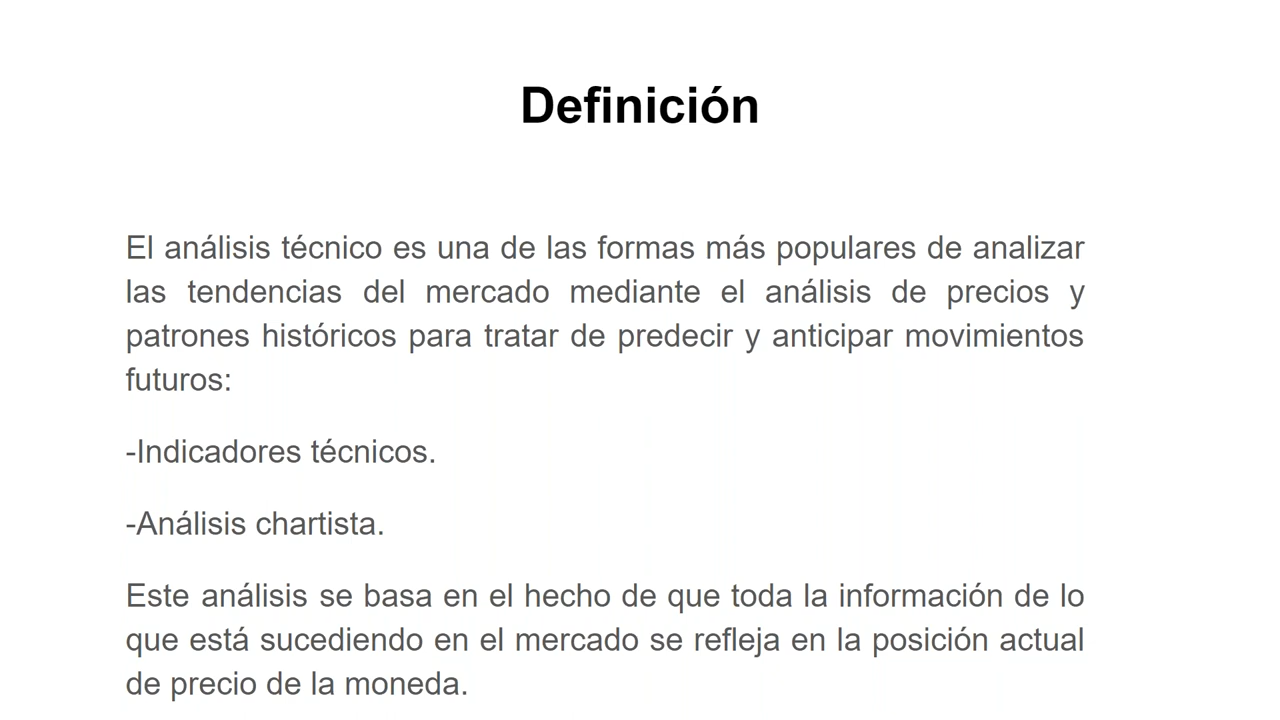 Definición
El análisis técnico es una de las formas más populares de analizar
las tendencias del mercado mediante el análisis de precios y
patrones históricos para tratar de predecir y anticipar movimientos
futuros:
-Indicadores técnicos.
-Análisis chartista.
Este análisis se basa en el hecho de que toda la información de lo
que está sucediendo en el mercado se refleja en la posición actual
de precio de la moneda.